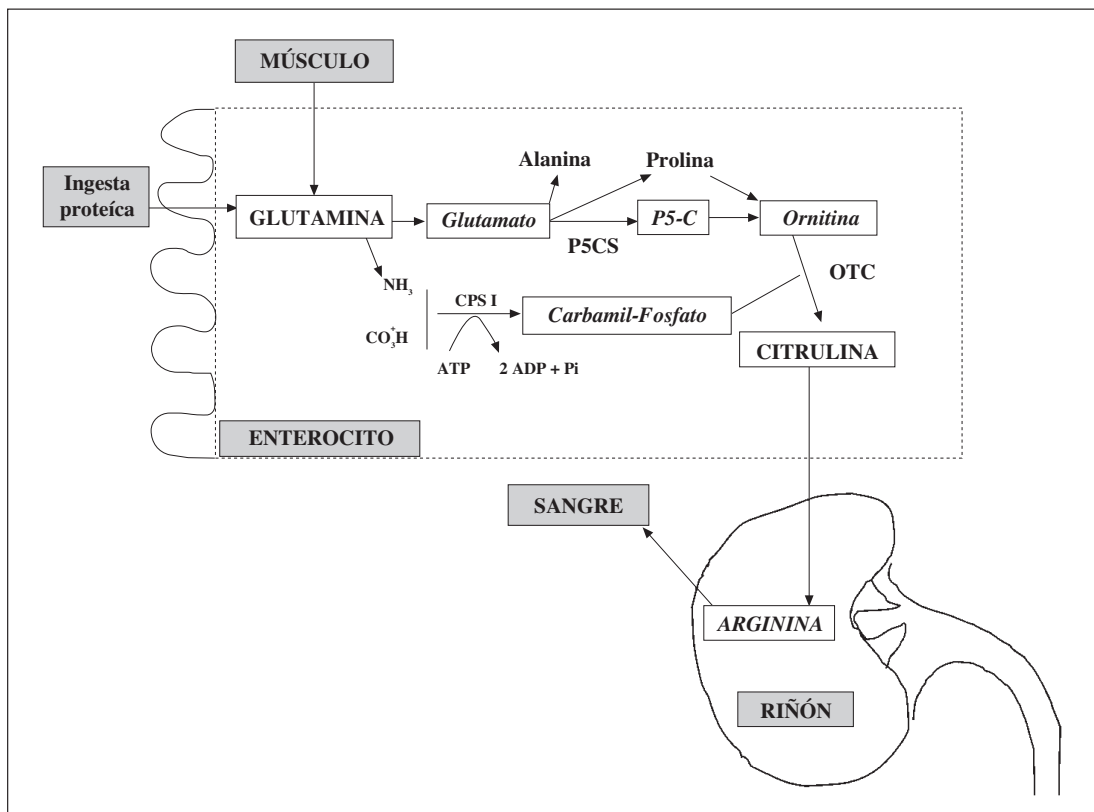 MÚSCULO
Ingesta
proteíca
GLUTAMINA
Glutamato
Alanina
Prolina
P5CS
P5-C
Ornitina
OTC
NH₃
CO₃⁺H
CPS I
ATP
2 ADP + Pi
Carbamil-Fosfato
CITRULINA
ENTEROCITO
SANGRE
ARGININA
RIÑÓN